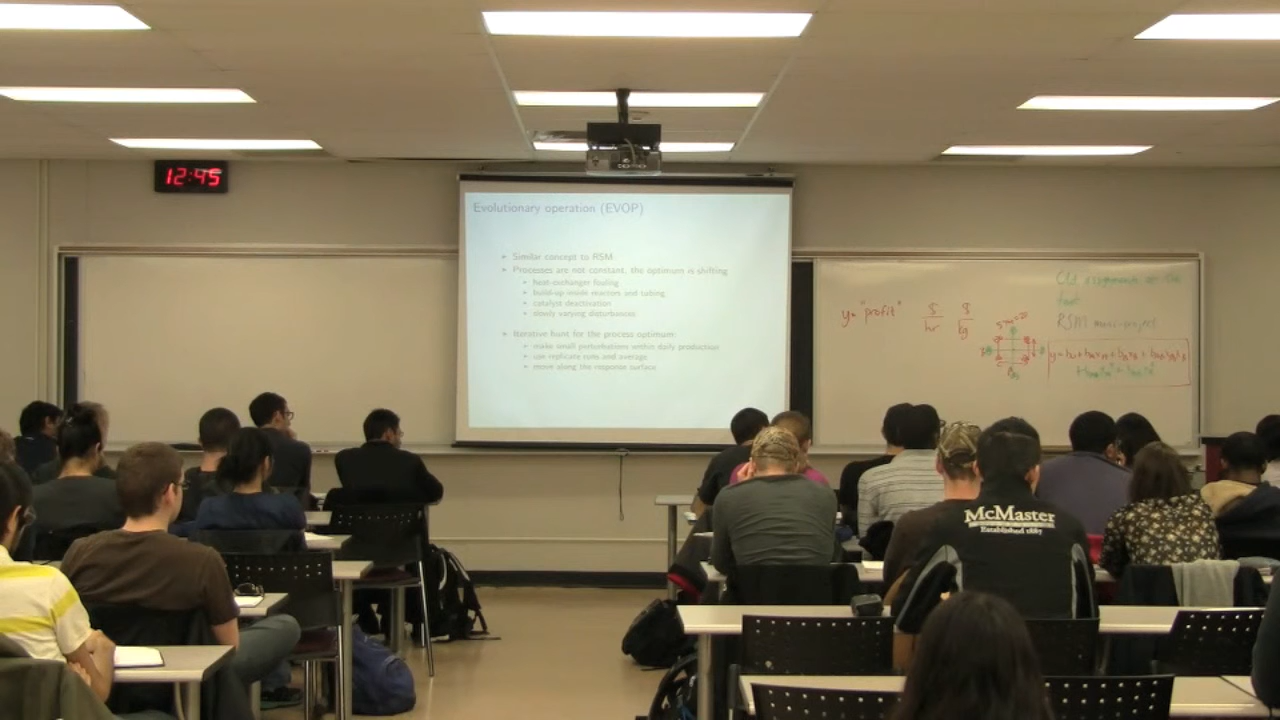 12:45
Evolutionary operation (EVOP)
Similar concept to RSM
Processes are not constant, the optimum is shifting
heat-exchanger fouling
build-up inside reactors and tubing
catalyst deactivation
slowly varying disturbances
Iterative hunt for the process optimum:
make small perturbations within daily production
use replicate runs and average
move along the response surface
y= "profit" $/hr $/kg
RSM mini-project
McMaster
Established 1887